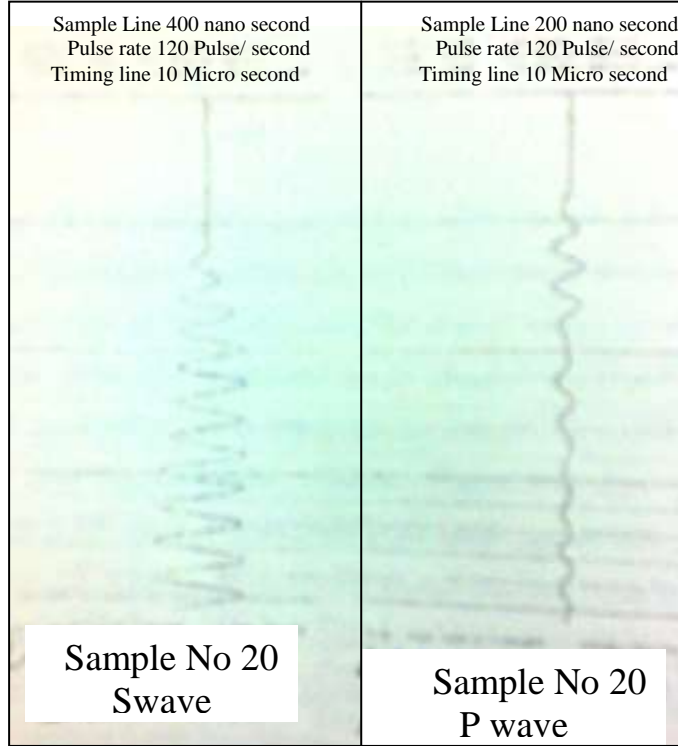 Sample Line 400 nano second
Pulse rate 120 Pulse/ second
Timing line 10 Micro second
Sample No 20
Swave
Sample Line 200 nano second
Pulse rate 120 Pulse/ second
Timing line 10 Micro second
Sample No 20
P wave